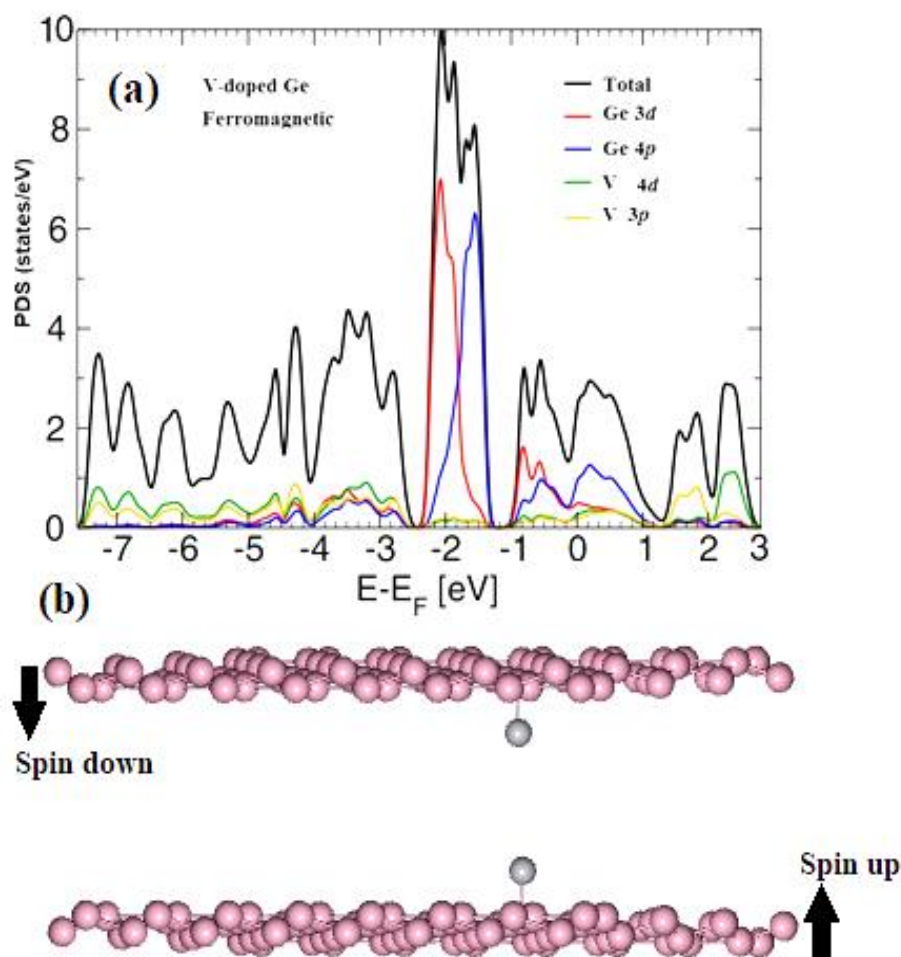 10
(a)
V-doped Ge
Ferromagnetic
Total
Ge 3d
Ge 4p
V 4d
V 3p
8
6
4
2
0
PDS (states/eV)
-7 -6 -5 -4 -3 -2 -1 0 1 2 3
E-E_F [eV]
(b)
Spin down
Spin up